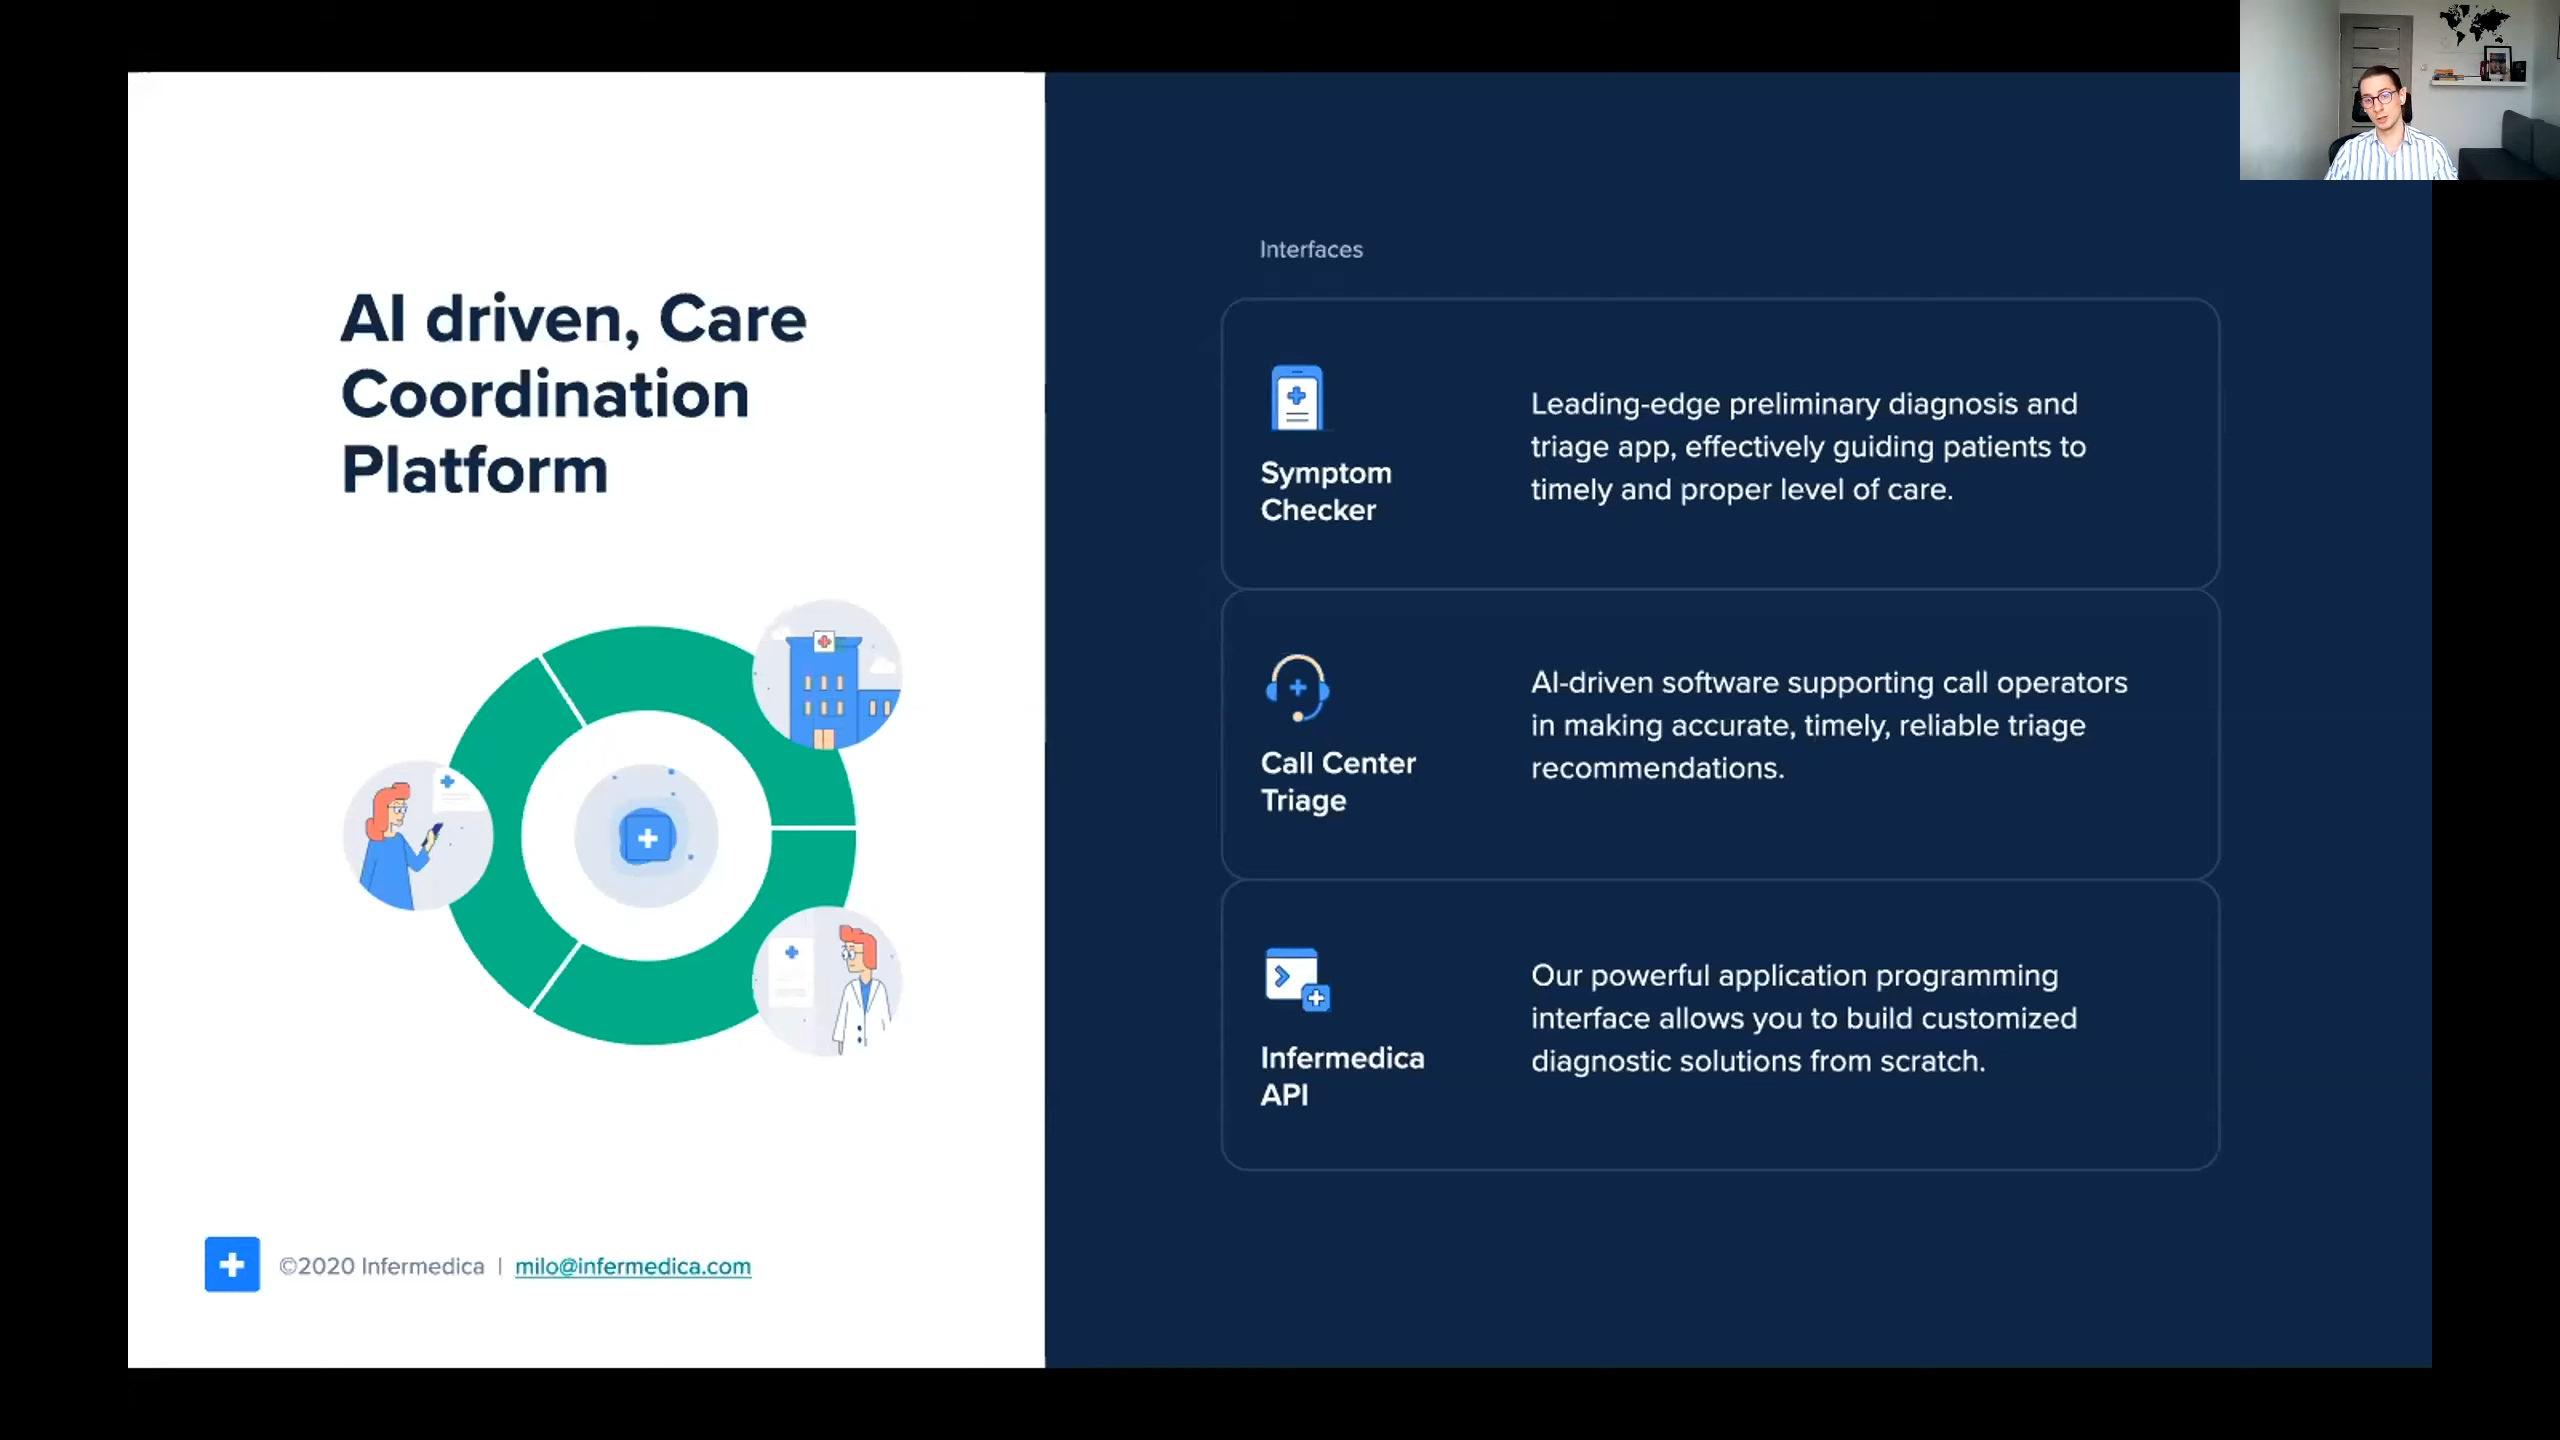 AI driven, Care
Coordination
Platform
©2020 Infermedica | milo@infermedica.com
Interfaces
Symptom
Checker
Leading-edge preliminary diagnosis and
triage app, effectively guiding patients to
timely and proper level of care.
Call Center
Triage
AI-driven software supporting call operators
in making accurate, timely, reliable triage
recommendations.
Infermedica
API
Our powerful application programming
interface allows you to build customized
diagnostic solutions from scratch.